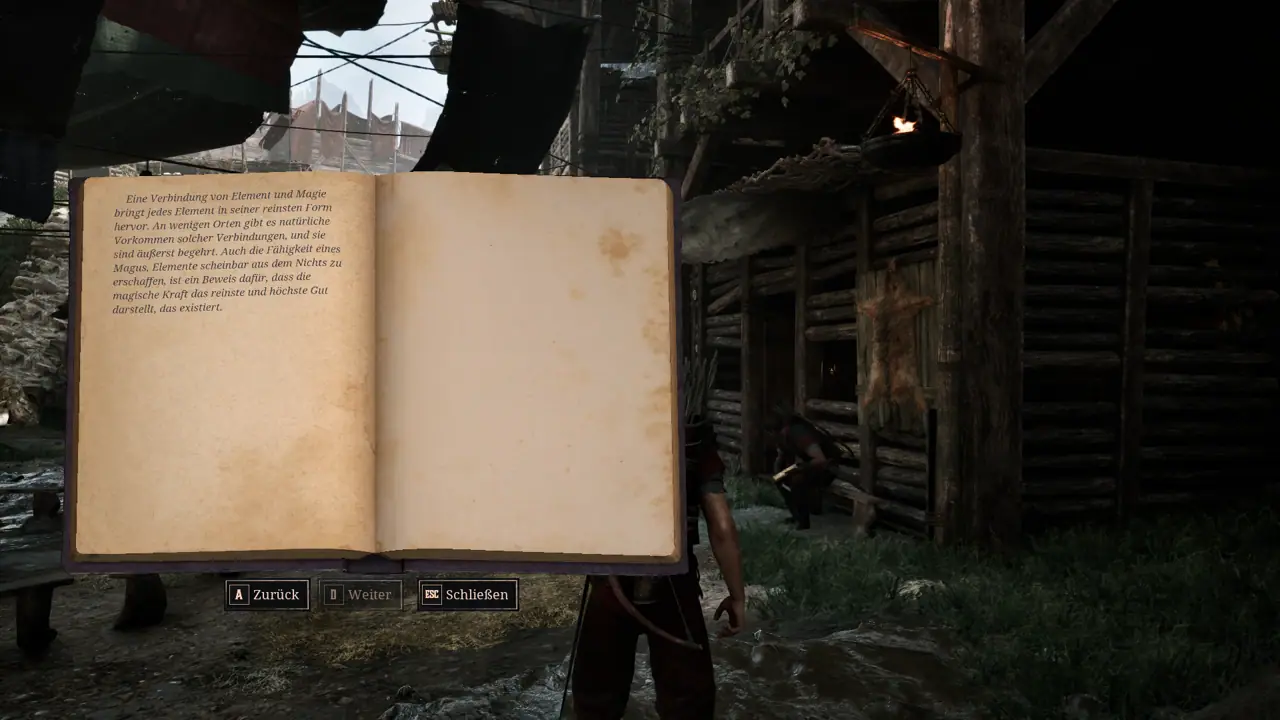 Eine Verbindung von Element und Magie
bringt jedes Element in seiner reinsten Form
hervor. An wenigen Orten gibt es natürliche
Vorkommen solcher Verbindungen, und sie
sind äußerst begehrt. Auch die Fähigkeit eines
Magus, Elemente scheinbar aus dem Nichts zu
erschaffen, ist ein Beweis dafür, dass die
magische Kraft das reinste und höchste Gut
darstellt, das existiert.
A Zurück
D Weiter
ESC Schließen